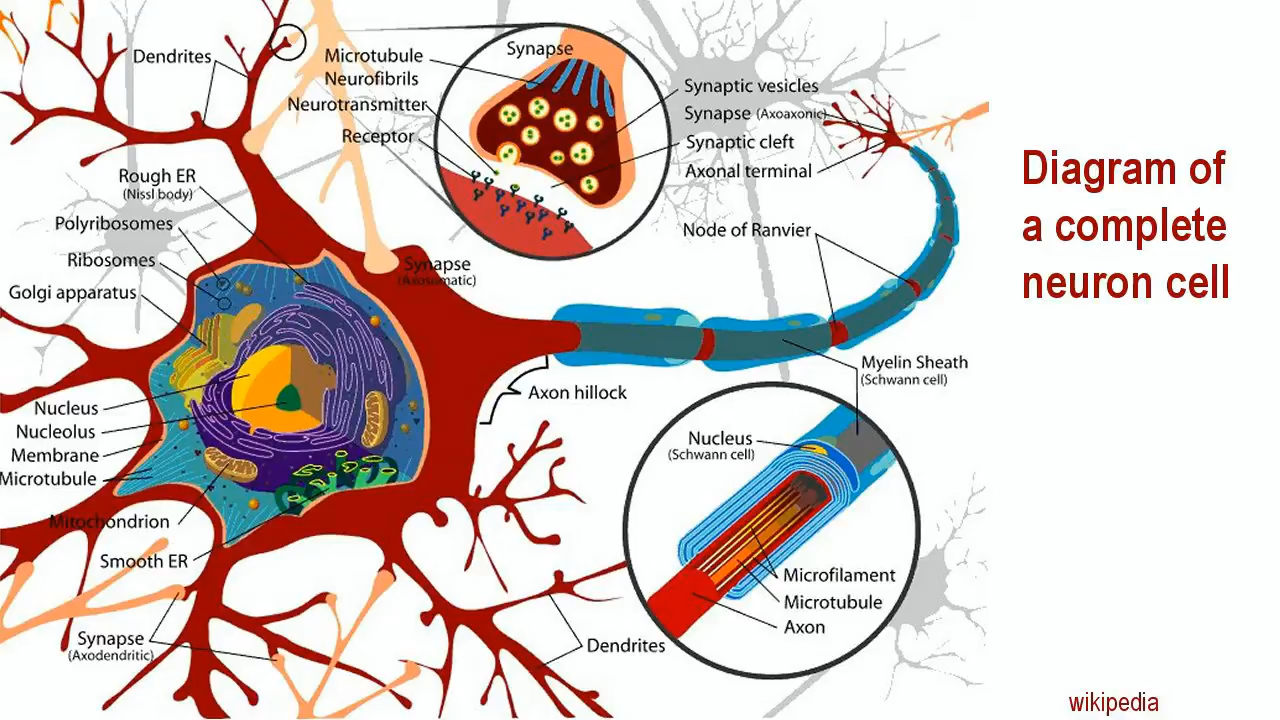 Dendrites
Microtubule
Neurofibrils
Neurotransmitter
Receptor
Synapse
Synaptic vesicles
Synapse (Axoaxonic)
Synaptic cleft
Axonal terminal
Rough ER
(Nissl body)
Polyribosomes
Ribosomes
Golgi apparatus
Synapse
(Axosomatic)
Node of Ranvier
Diagram of
a complete
neuron cell
Myelin Sheath
(Schwann cell)
Axon hillock
Nucleus
Nucleolus
Membrane
Microtubule
Mitochondrion
Smooth ER
Synapse
(Axodendritic)
Nucleus
(Schwann cell)
Microfilament
Microtubule
Axon
Dendrites
wikipedia